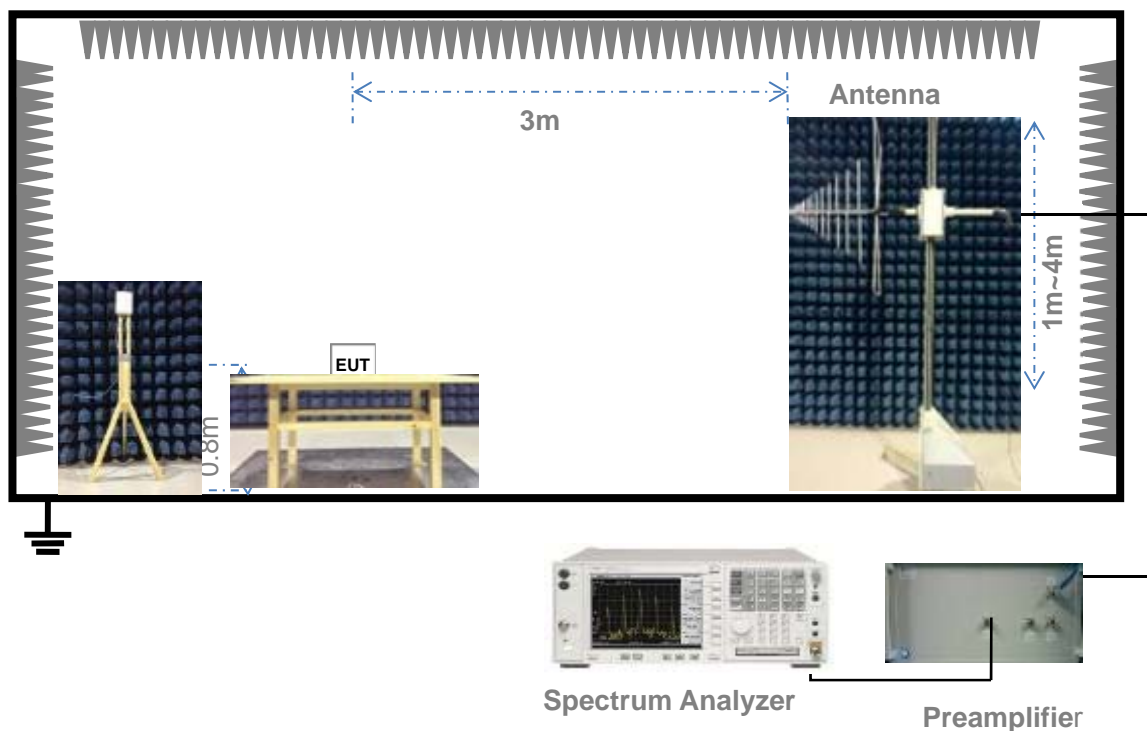 Antenna
3m
1m~4m
EUT
0.8m
Spectrum Analyzer
Preamplifier